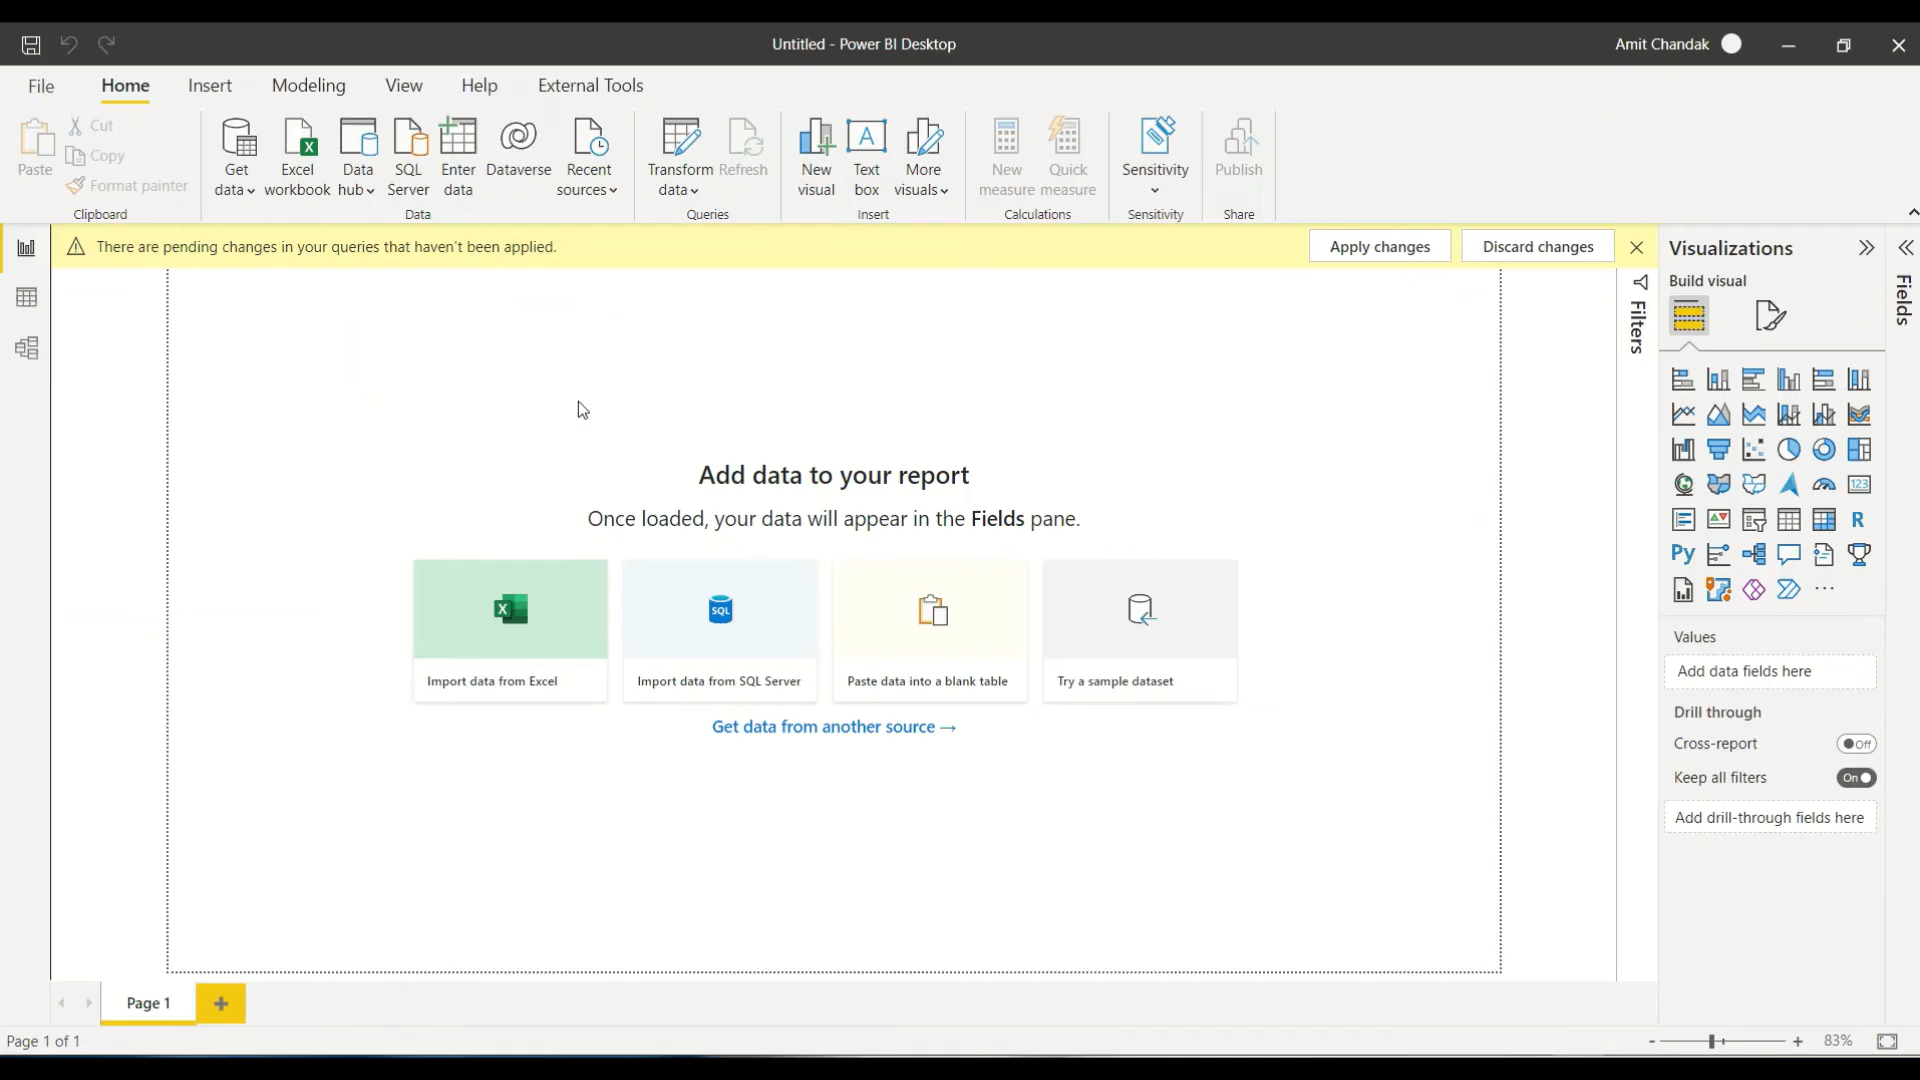 Untitled - Power BI Desktop
Amit Chandak
File
Home
Insert
Modeling
View
Help
External Tools
Paste
Cut
Copy
Format painter
Clipboard
Get
data
Excel
workbook
Data
hub
SQL
Server
Enter
data
Dataverse
Recent
sources
Data
Transform
data
Refresh
Queries
New
visual
A
Text
box
More
visuals
Insert
New
measure
Quick
measure
Calculations
Sensitivity
Sensitivity
Publish
Share
There are pending changes in your queries that haven't been applied.
Apply changes
Discard changes
Filters
Visualizations
Build visual
Fields
123
R
Py
Values
Add data fields here
Drill through
Cross-report
Off
Keep all filters
On
Add drill-through fields here
Add data to your report
Once loaded, your data will appear in the Fields pane.
X
SQL
Import data from Excel
Import data from SQL Server
Paste data into a blank table
Try a sample dataset
Get data from another source →
Page 1
Page 1 of 1
83%